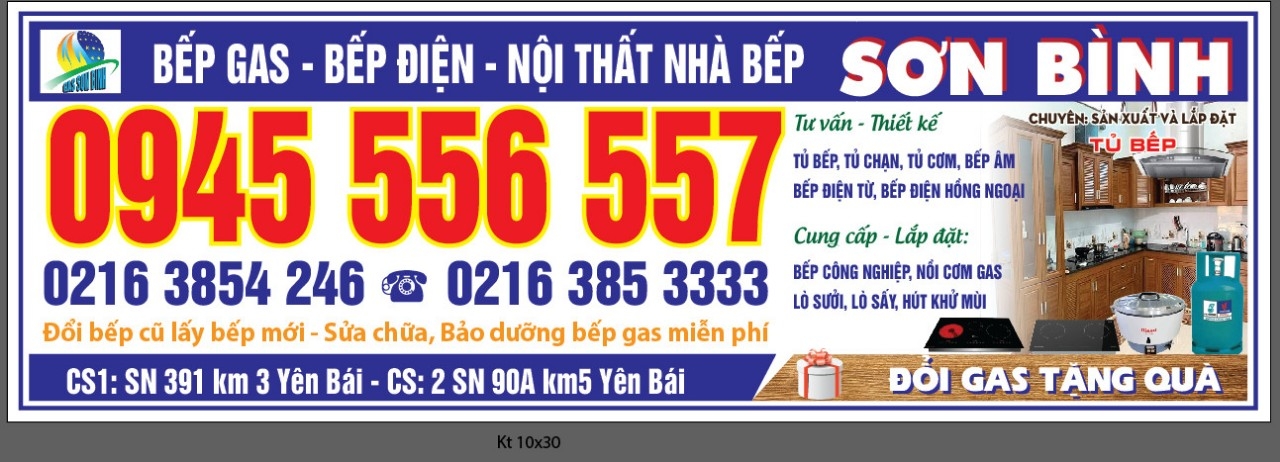 GAS SƠN BÌNH
BẾP GAS - BẾP ĐIỆN - NỘI THẤT NHÀ BẾP
SƠN BÌNH
0945 556 557
0216 3854 246 ☎ 0216 385 3333
Đổi bếp cũ lấy bếp mới - Sửa chữa, Bảo dưỡng bếp gas miễn phí
Tư vấn - Thiết kế
TỦ BẾP, TỦ CHẠN, TỦ CƠM, BẾP ÂM
BẾP ĐIỆN TỪ, BẾP ĐIỆN HỒNG NGOẠI
Cung cấp - Lắp đặt:
BẾP CÔNG NGHIỆP, NỒI CƠM GAS
LÒ SƯỞI, LÒ SẤY, HÚT KHỬ MÙI
CHUYÊN: SẢN XUẤT VÀ LẮP ĐẶT
TỦ BẾP
CS1: SN 391 km 3 Yên Bái - CS: 2 SN 90A km5 Yên Bái
ĐỔI GAS TẶNG QUÀ
Kt 10x30